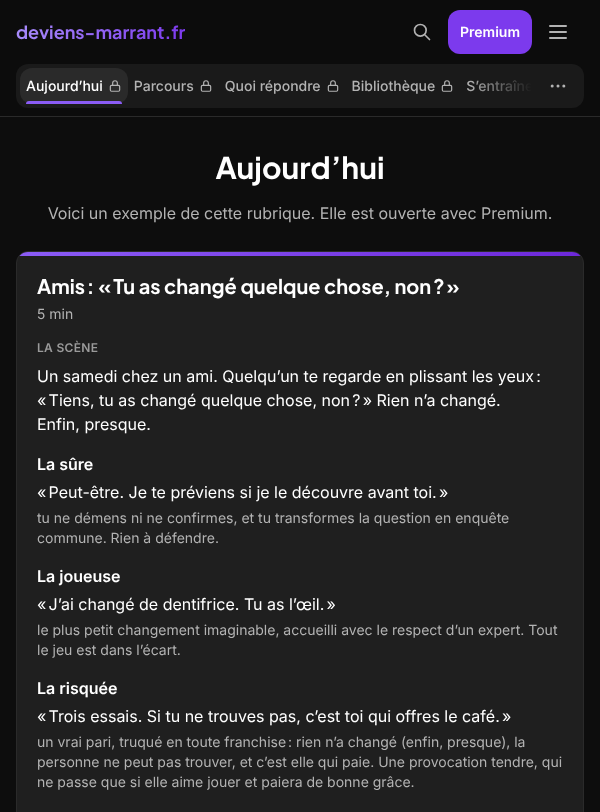 deviens-marrant.fr
Premium
Aujourd’hui
Parcours
Quoi répondre
Bibliothèque
S’entraîn
Aujourd’hui
Voici un exemple de cette rubrique. Elle est ouverte avec Premium.
Amis : « Tu as changé quelque chose, non ? »
5 min
LA SCÈNE
Un samedi chez un ami. Quelqu’un te regarde en plissant les yeux :
« Tiens, tu as changé quelque chose, non ? » Rien n’a changé.
Enfin, presque.
La sûre
« Peut-être. Je te préviens si je le découvre avant toi. »
tu ne démens ni ne confirmes, et tu transformes la question en enquête
commune. Rien à défendre.
La joueuse
« J’ai changé de dentifrice. Tu as l’œil. »
le plus petit changement imaginable, accueilli avec le respect d’un expert. Tout
le jeu est dans l’écart.
La risquée
« Trois essais. Si tu ne trouves pas, c’est toi qui offres le café. »
un vrai pari, truqué en toute franchise : rien n’a changé (enfin, presque), la
personne ne peut pas trouver, et c’est elle qui paie. Une provocation tendre, qui
ne passe que si elle aime jouer et paiera de bonne grâce.